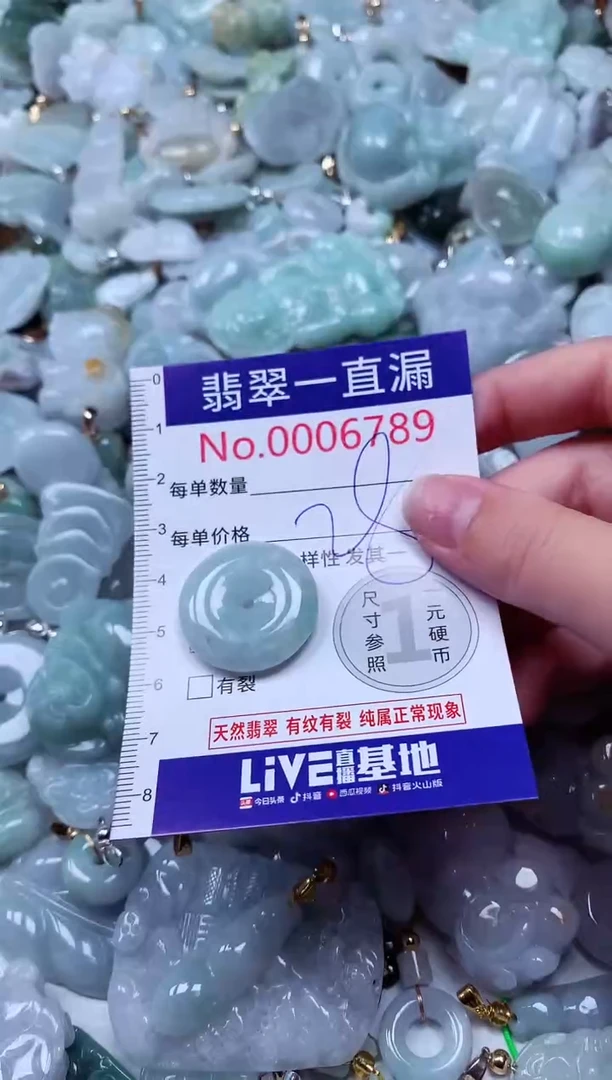 0
翡翠一直漏
1
No.0006789
2
每单数量
3
每单价格
28
样性 发其一
4
尺寸参照
1
元硬币
5
6
有裂
天然翡翠 有纹有裂 纯属正常现象
7
LiVE直播基地
8
今日头条 抖音 西瓜视频 抖音火山版